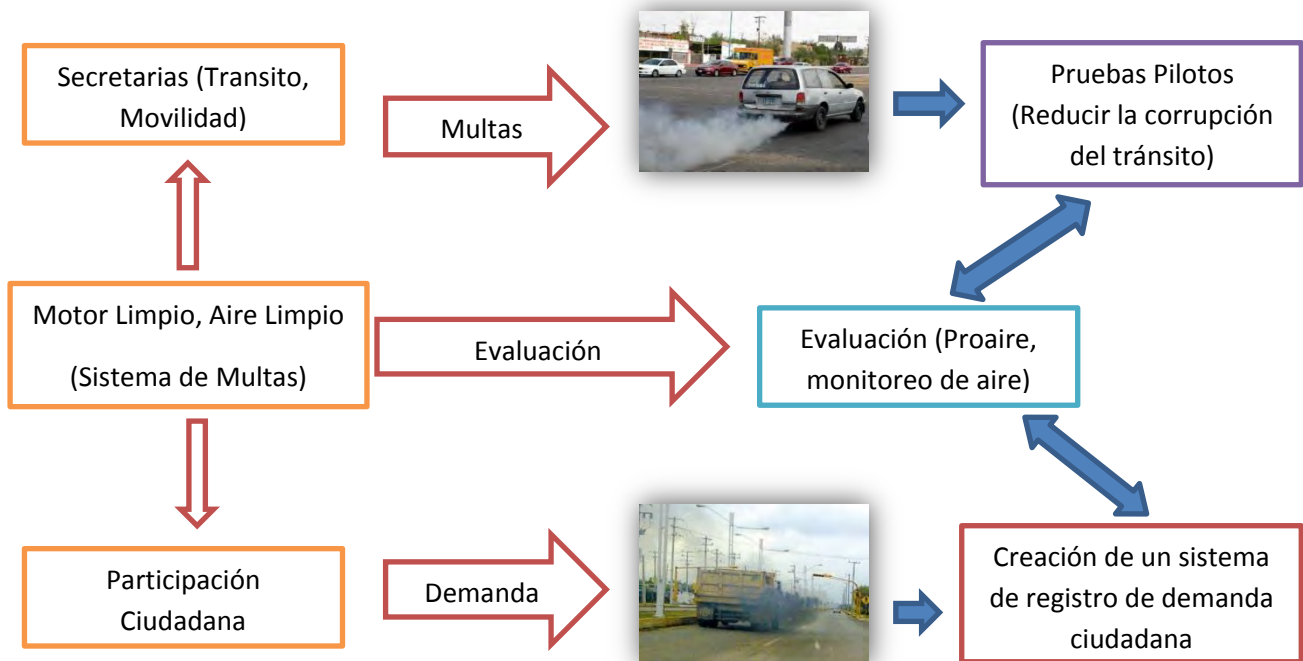 Secretarias (Transito,
Movilidad)
Multas
Pruebas Pilotos
(Reducir la corrupción
del tránsito)
Motor Limpio, Aire Limpio
(Sistema de Multas)
Evaluación
Evaluación (Proaire,
monitoreo de aire)
Participación
Ciudadana
Demanda
Creación de un sistema
de registro de demanda
ciudadana